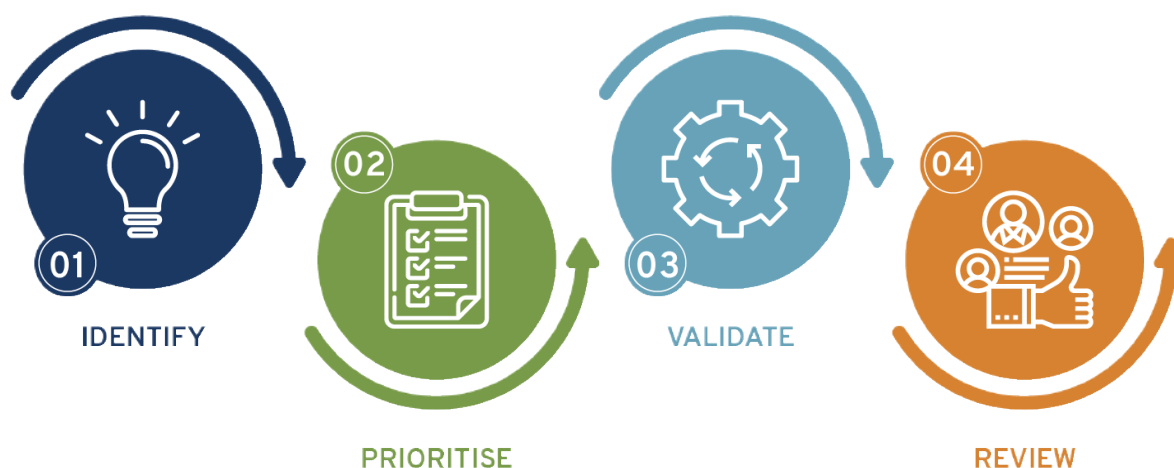 01
IDENTIFY
02
PRIORITISE
03
VALIDATE
04
REVIEW